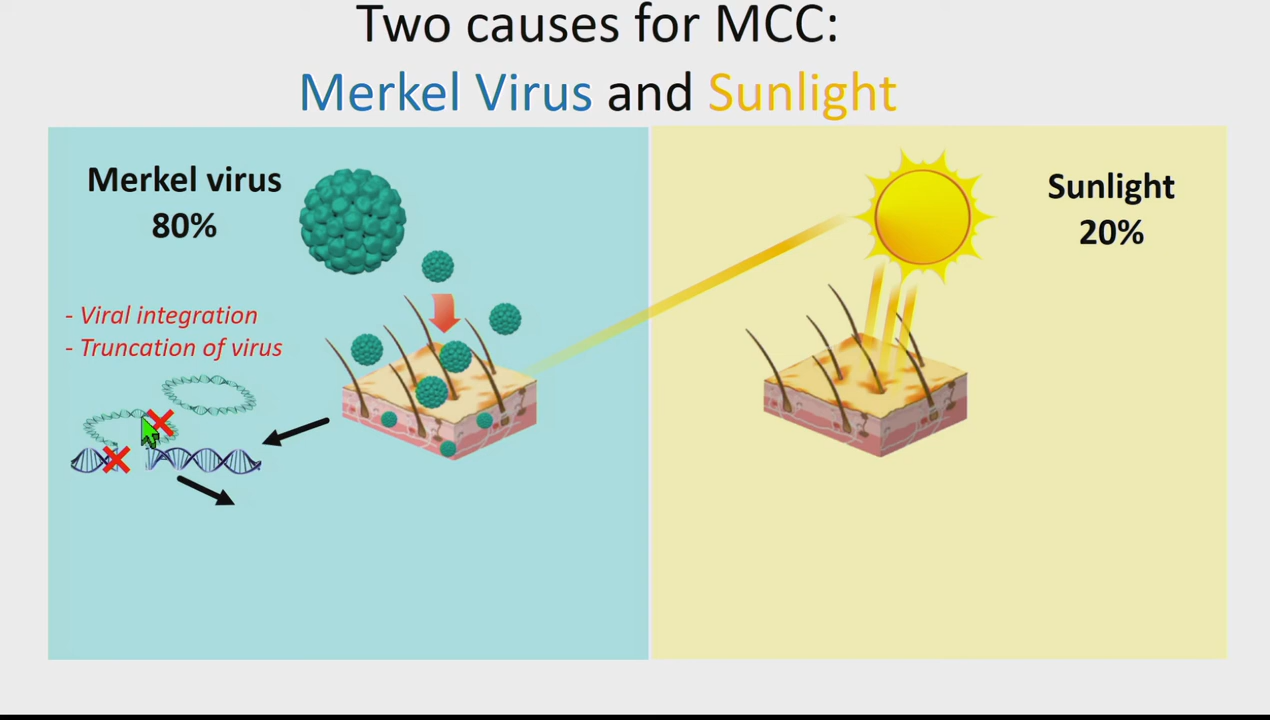 Two causes for MCC:
Merkel Virus and Sunlight
Merkel virus
80%
- Viral integration
- Truncation of virus
Sunlight
20%